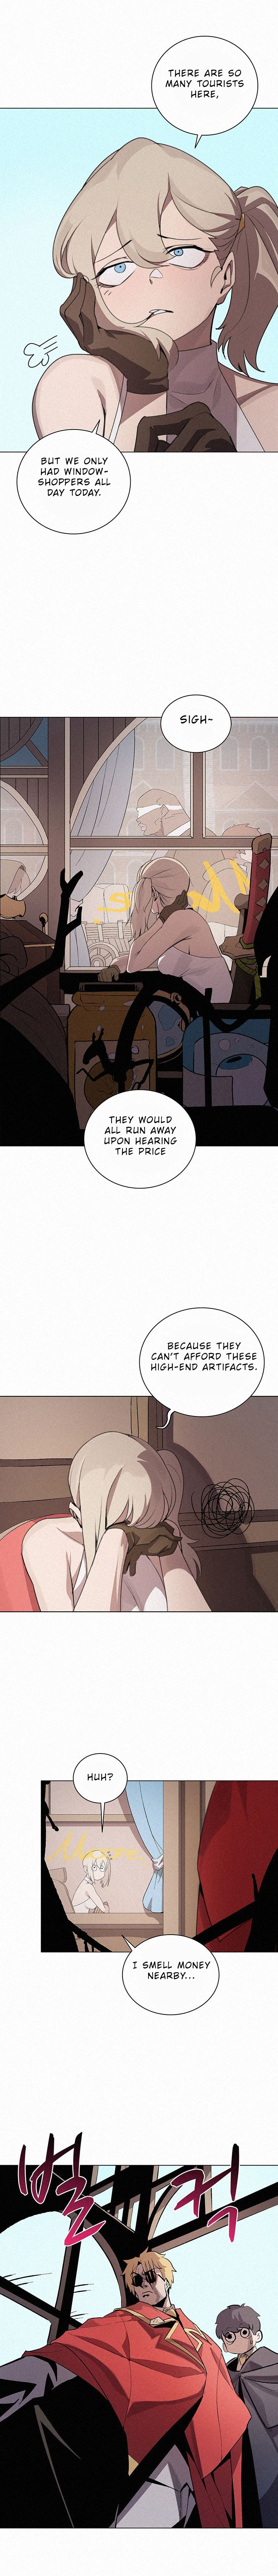 THERE ARE SO
MANY TOURISTS
HERE,
BUT WE ONLY
HAD WINDOW-
SHOPPERS ALL
DAY TODAY.
SIGH~
THEY WOULD
ALL RUN AWAY
UPON HEARING
THE PRICE
BECAUSE THEY
CAN'T AFFORD THESE
HIGH-END ARTIFACTS.
HUH?
I SMELL MONEY
NEARBY...
벌컥